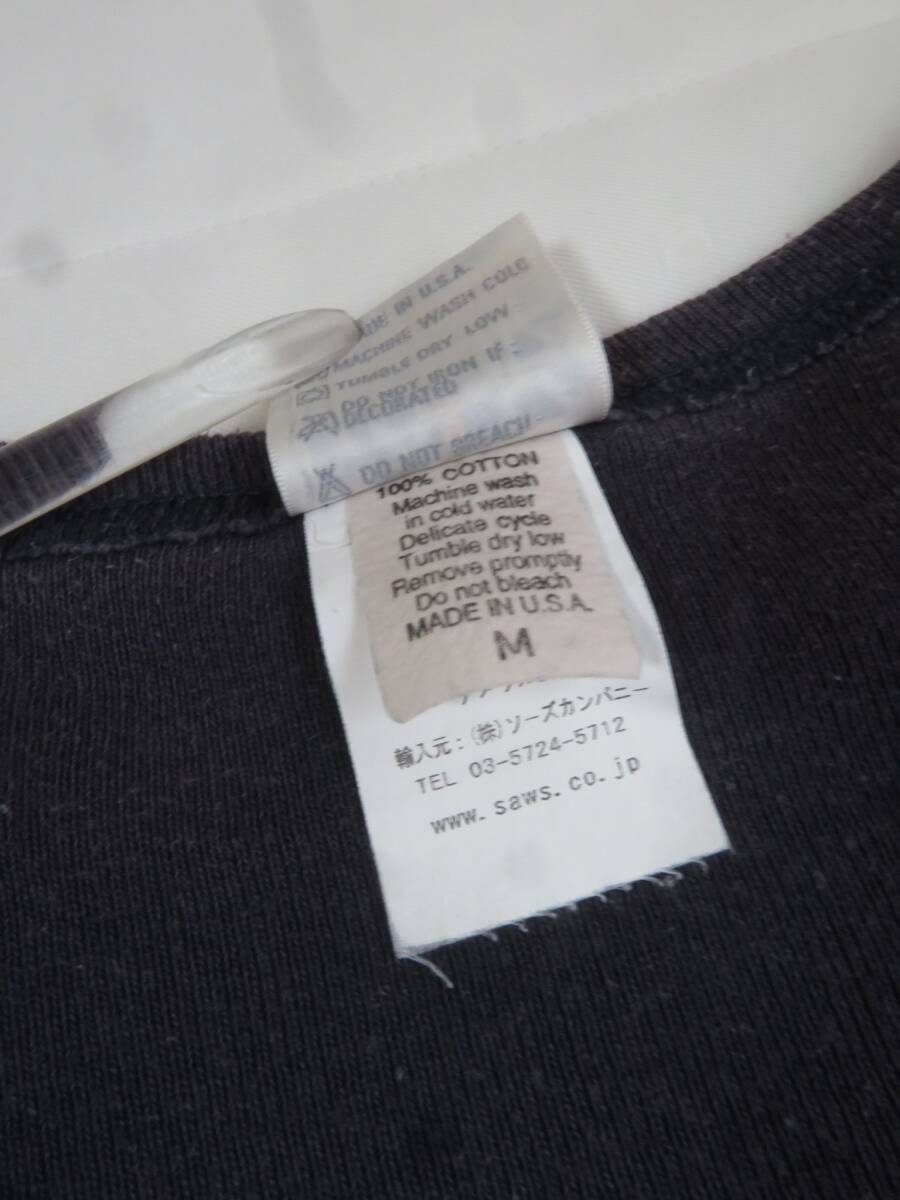 MADE IN U.S.A.
MACHINE WASH COLD
TUMBLE DRY LOW
DO NOT IRON IF
DECORATED
DO NOT BREACH
100% COTTON
Machine wash
in cold water
Delicate cycle
Tumble dry low
Remove promptly
Do not bleach
MADE IN U.S.A.
M
輸入元:(株)ソーズカンパニー
TEL 03-5724-5712
www.saws.co.jp